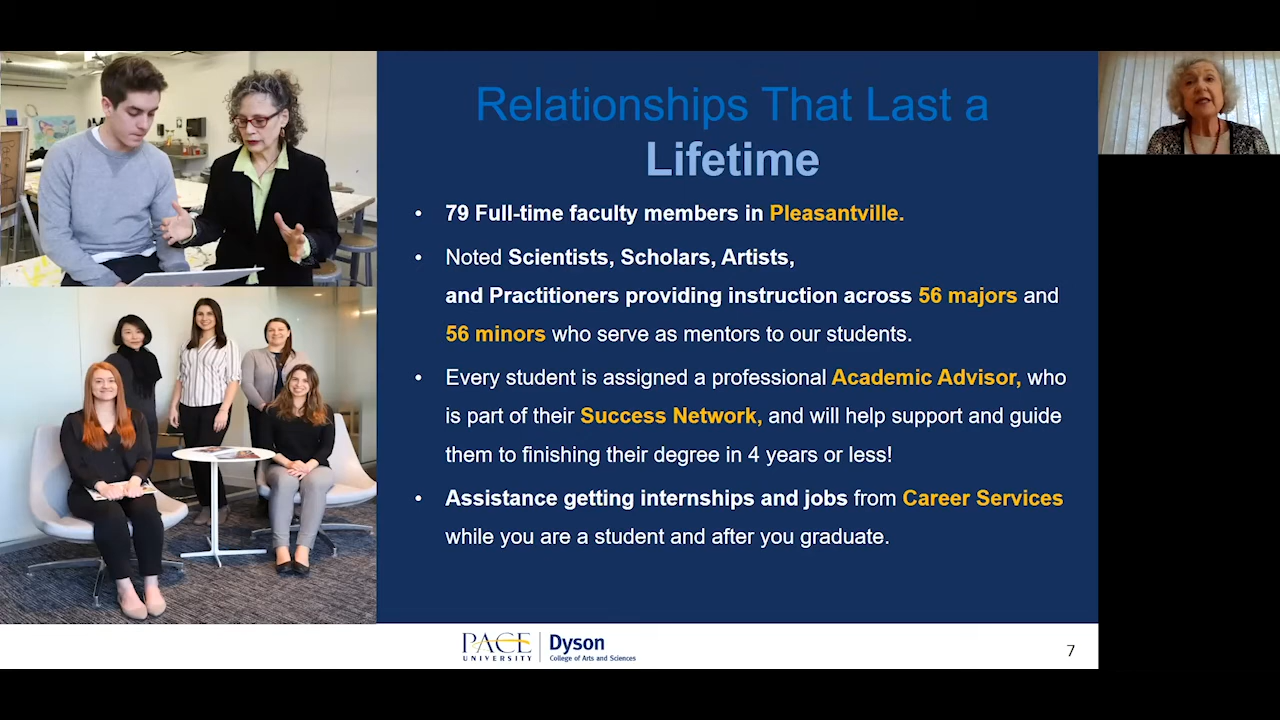 Relationships That Last a
Lifetime
• 79 Full-time faculty members in Pleasantville.
• Noted Scientists, Scholars, Artists,
and Practitioners providing instruction across 56 majors and
56 minors who serve as mentors to our students.
• Every student is assigned a professional Academic Advisor, who
is part of their Success Network, and will help support and guide
them to finishing their degree in 4 years or less!
• Assistance getting internships and jobs from Career Services
while you are a student and after you graduate.
PACE
UNIVERSITY
Dyson
College of Arts and Sciences
7